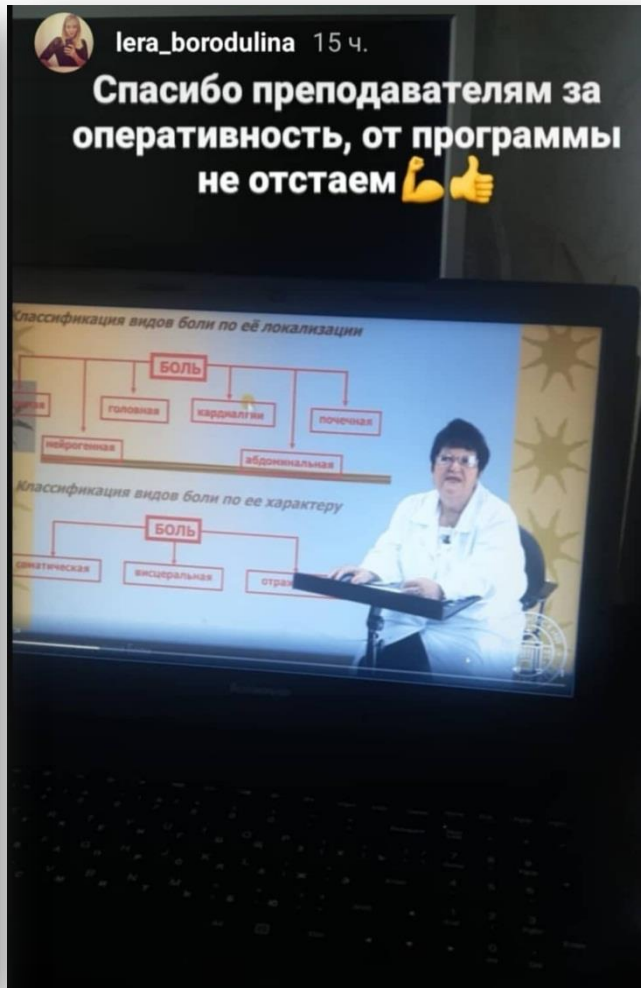 lera_borodulina 15 ч.
Спасибо преподавателям за
оперативность, от программы
не отстаем💪👍
Классификация видов боли по её локализации
БОЛЬ
головная
кардиалгии
почечная
нейрогенная
абдоминальная
Классификация видов боли по ее характеру
БОЛЬ
соматическая
висцеральная
отраж